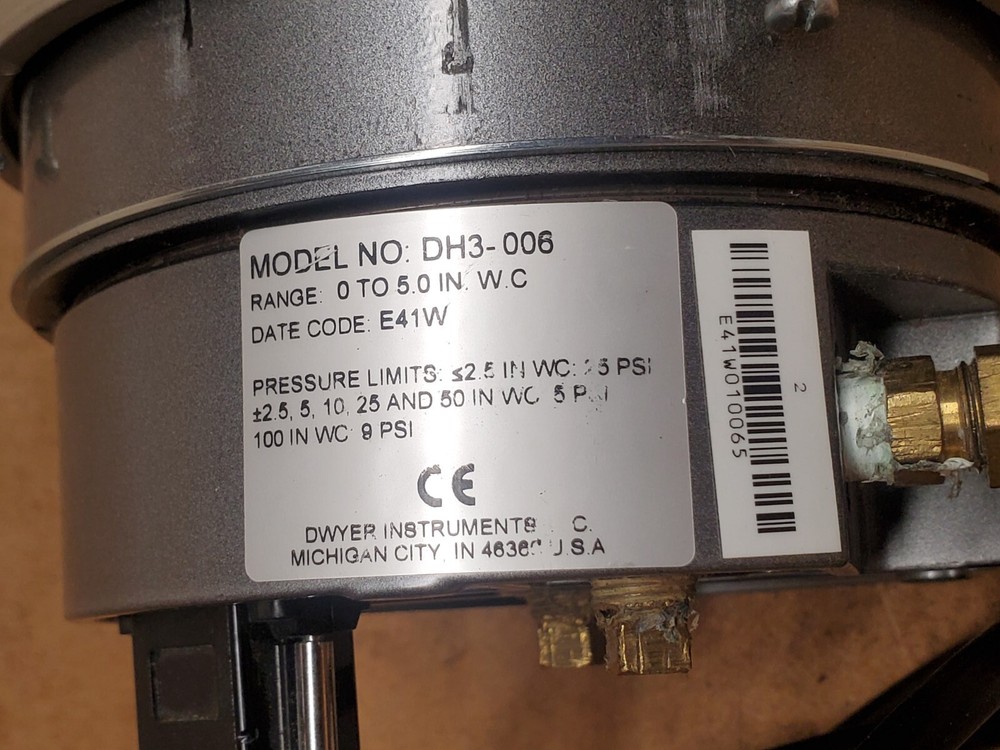 MODEL NO: DH3-006
RANGE: 0 TO 5.0 IN. W.C
DATE CODE: E41W
PRESSURE LIMITS: ≤2.5 IN WC: PSI
±2.5, 5, 10, 25 AND 50 IN WC 5
100 IN WC 9 PSI
CE
DWYER INSTRUMENTS
MICHIGAN CITY, IN U.S.A
E41W010065
2